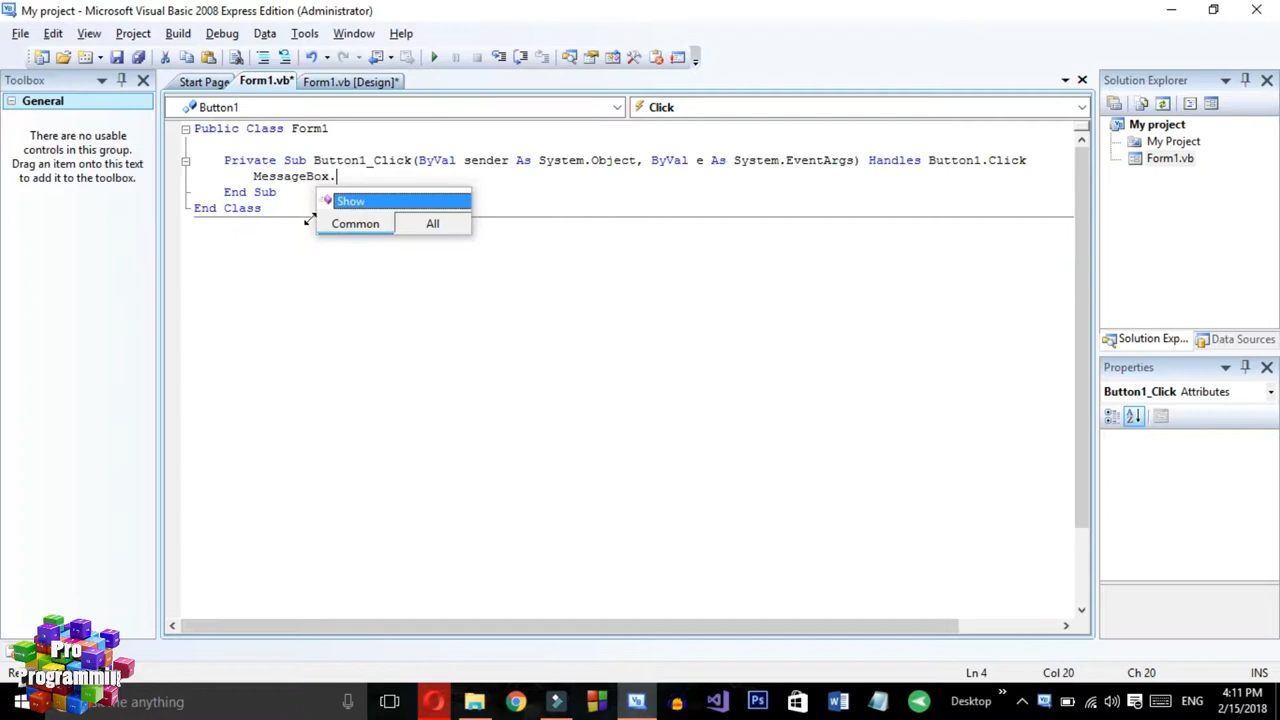 My project - Microsoft Visual Basic 2008 Express Edition (Administrator)
File Edit View Project Build Debug Data Tools Window Help
Toolbox
General
There are no usable
controls in this group.
Drag an item onto this text
to add it to the toolbox.
Start Page Form1.vb* Form1.vb [Design]*
Button1 Click
Public Class Form1
Private Sub Button1_Click(ByVal sender As System.Object, ByVal e As System.EventArgs) Handles Button1.Click
MessageBox.
End Sub
End Class
Show
Common All
Solution Explorer
My project
My Project
Form1.vb
Solution Exp... Data Sources
Properties
Button1_Click Attributes
Ln 4 Col 20 Ch 20 INS
Pro
Programmin
me anything
Desktop
ENG
4:11 PM
2/15/2018